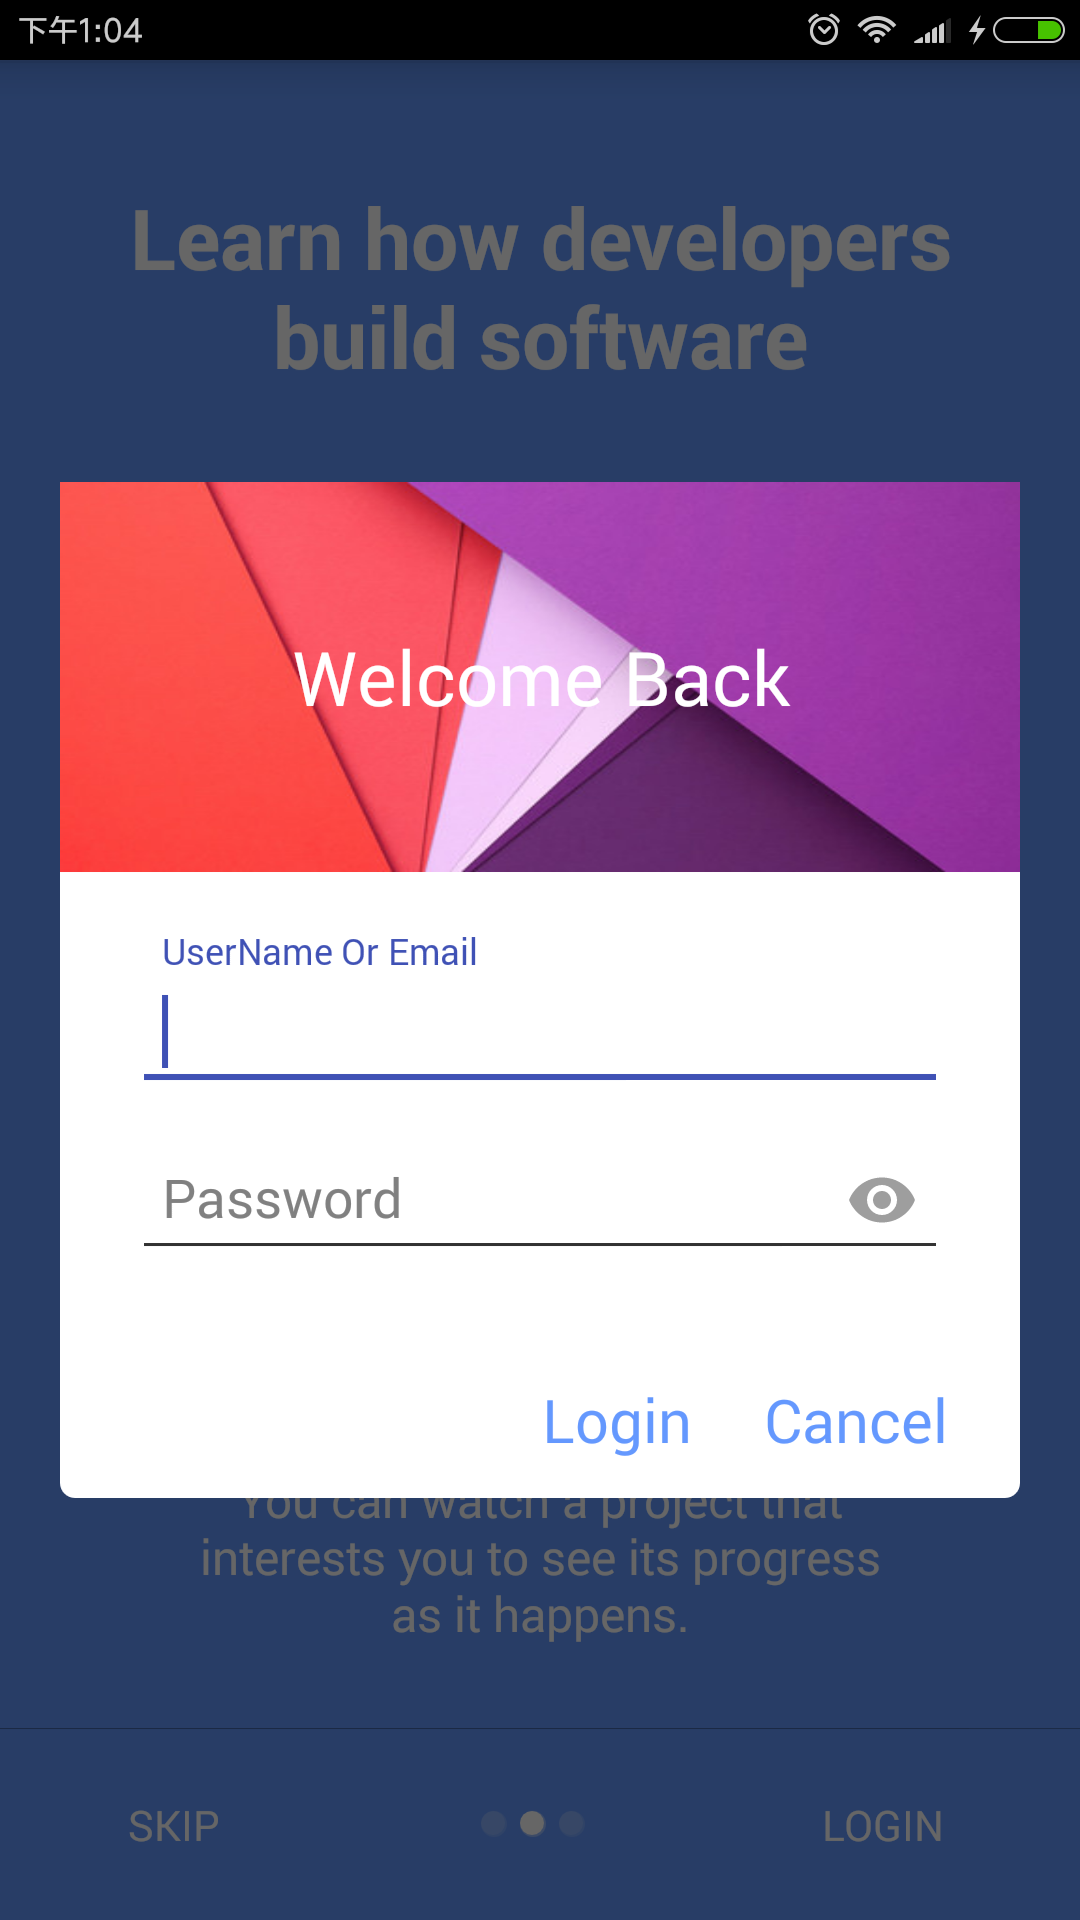 下午1:04
Learn how developers
build software
Welcome Back
UserName Or Email
Password
Login Cancel
You can watch a project that
interests you to see its progress
as it happens.
SKIP LOGIN